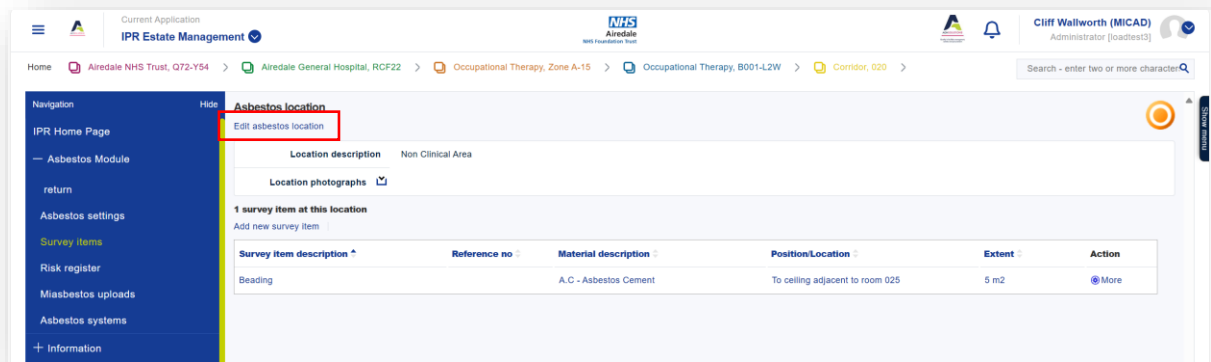 Current Application
IPR Estate Management
NHS
Airedale
NHS Foundation Trust
Cliff Wallworth (MICAD)
Administrator [loadtest3]
Home Airedale NHS Trust, Q72-Y54 > Airedale General Hospital, RCF22 > Occupational Therapy, Zone A-15 > Occupational Therapy, B001-L2W > Corridor, 020 >
Search - enter two or more character
Navigation Hide
IPR Home Page
— Asbestos Module
return
Asbestos settings
Survey items
Risk register
Miasbestos uploads
Asbestos systems
+ Information
Asbestos location
Edit asbestos location
Location description Non Clinical Area
Location photographs
1 survey item at this location
Add new survey item
Survey item description Reference no Material description Position/Location Extent Action
Beading A.C - Asbestos Cement To ceiling adjacent to room 025 5 m2 More
Show menu